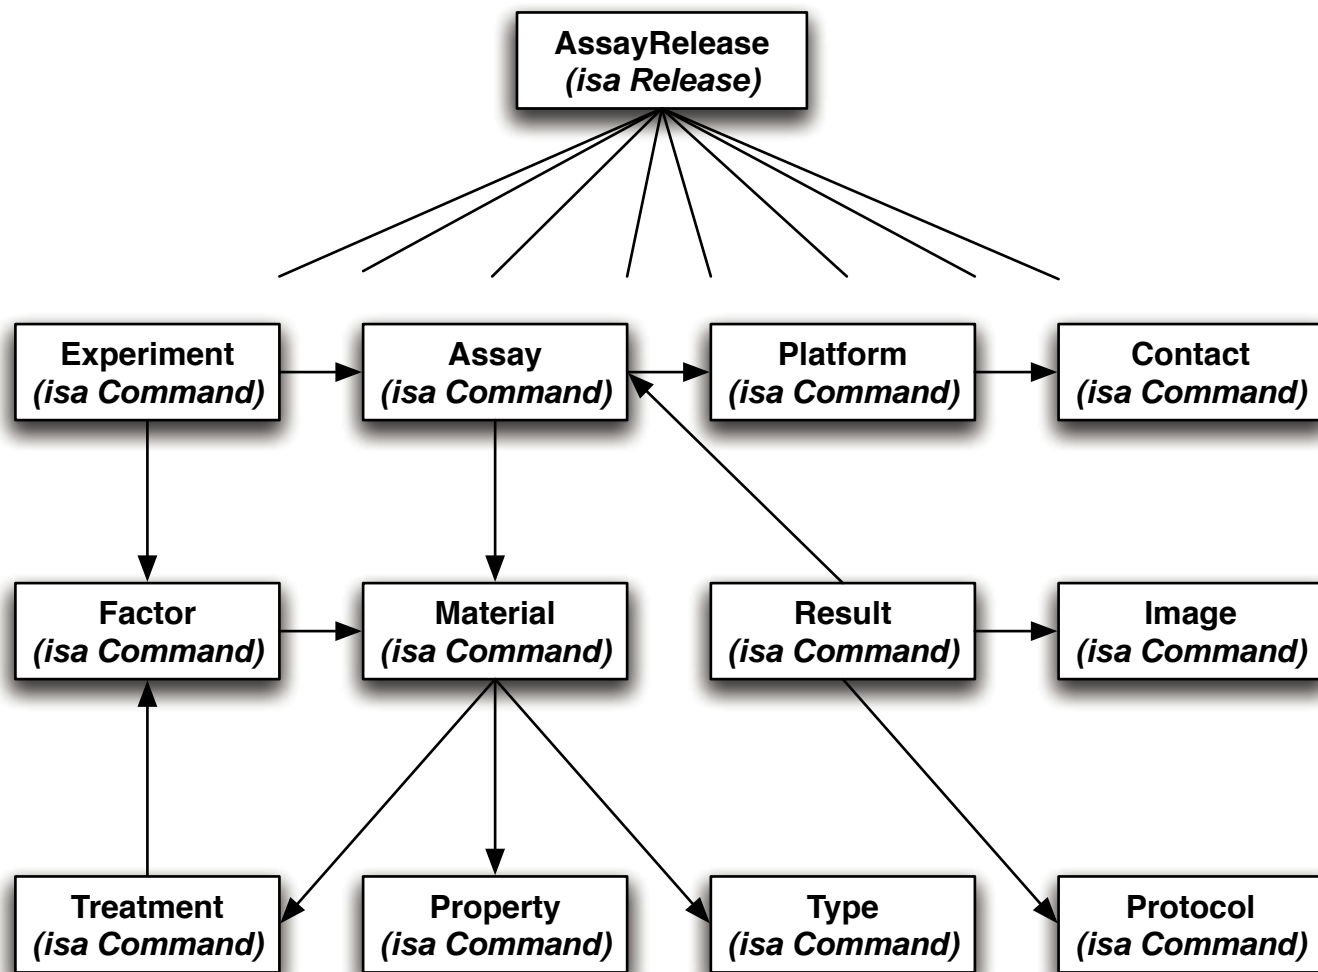 AssayRelease
(isa Release)
Experiment
(isa Command)
Assay
(isa Command)
Platform
(isa Command)
Contact
(isa Command)
Factor
(isa Command)
Material
(isa Command)
Result
(isa Command)
Image
(isa Command)
Treatment
(isa Command)
Property
(isa Command)
Type
(isa Command)
Protocol
(isa Command)